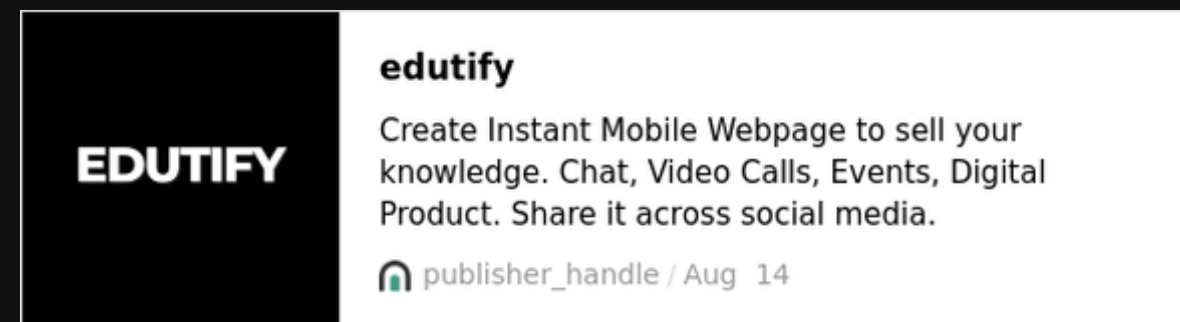 EDUTIFY
edutify
Create Instant Mobile Webpage to sell your
knowledge. Chat, Video Calls, Events, Digital
Product. Share it across social media.
publisher_handle / Aug 14